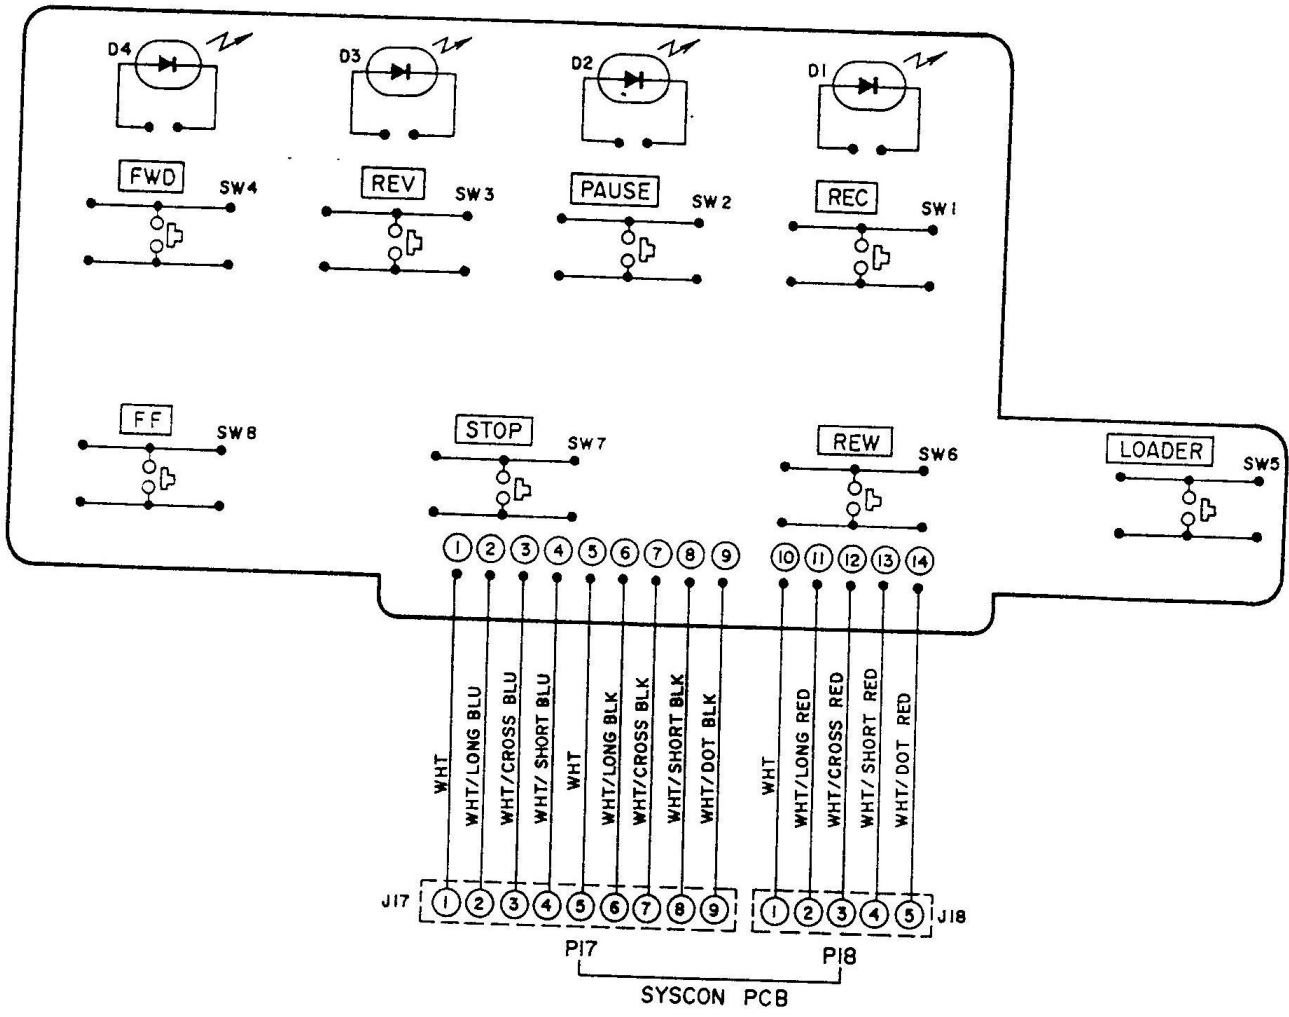 D4 D3 D2 D1
FWD SW4 REV SW3 PAUSE SW2 REC SW1
FF SW8 STOP SW7 REW SW6 LOADER SW5
1 2 3 4 5 6 7 8 9 10 11 12 13 14
WHT
WHT/LONG BLU
WHT/CROSS BLU
WHT/SHORT BLU
WHT
WHT/LONG BLK
WHT/CROSS BLK
WHT/SHORT BLK
WHT/DOT BLK
WHT
WHT/LONG RED
WHT/CROSS RED
WHT/SHORT RED
WHT/DOT RED
J17 1 2 3 4 5 6 7 8 9 1 2 3 4 5 J18
P17 P18
SYSCON PCB